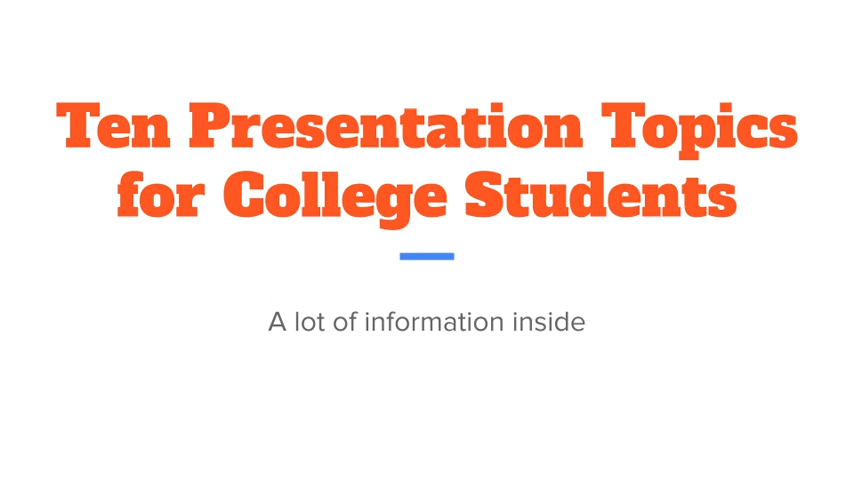 Ten Presentation Topics
for College Students
A lot of information inside